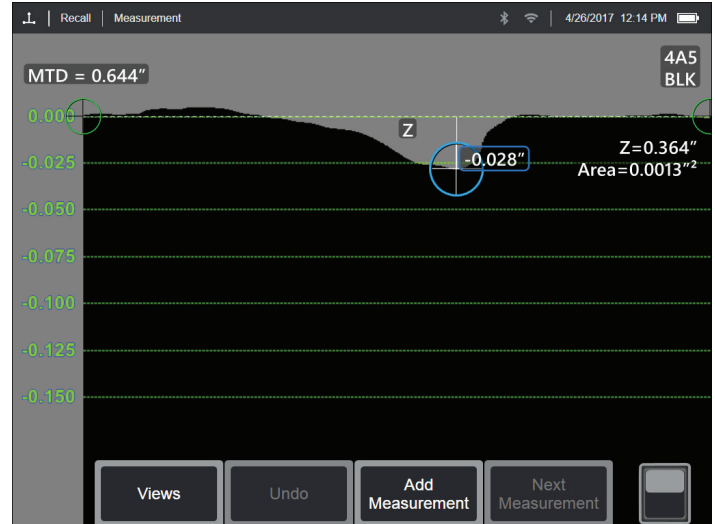 Recall Measurement 4/26/2017 12:14 PM
4A5
BLK
MTD = 0.644"
0.000
Z
-0.028"
Z=0.364"
Area=0.0013"²
-0.025
-0.050
-0.075
-0.100
-0.125
-0.150
Views
Undo
Add
Measurement
Next
Measurement